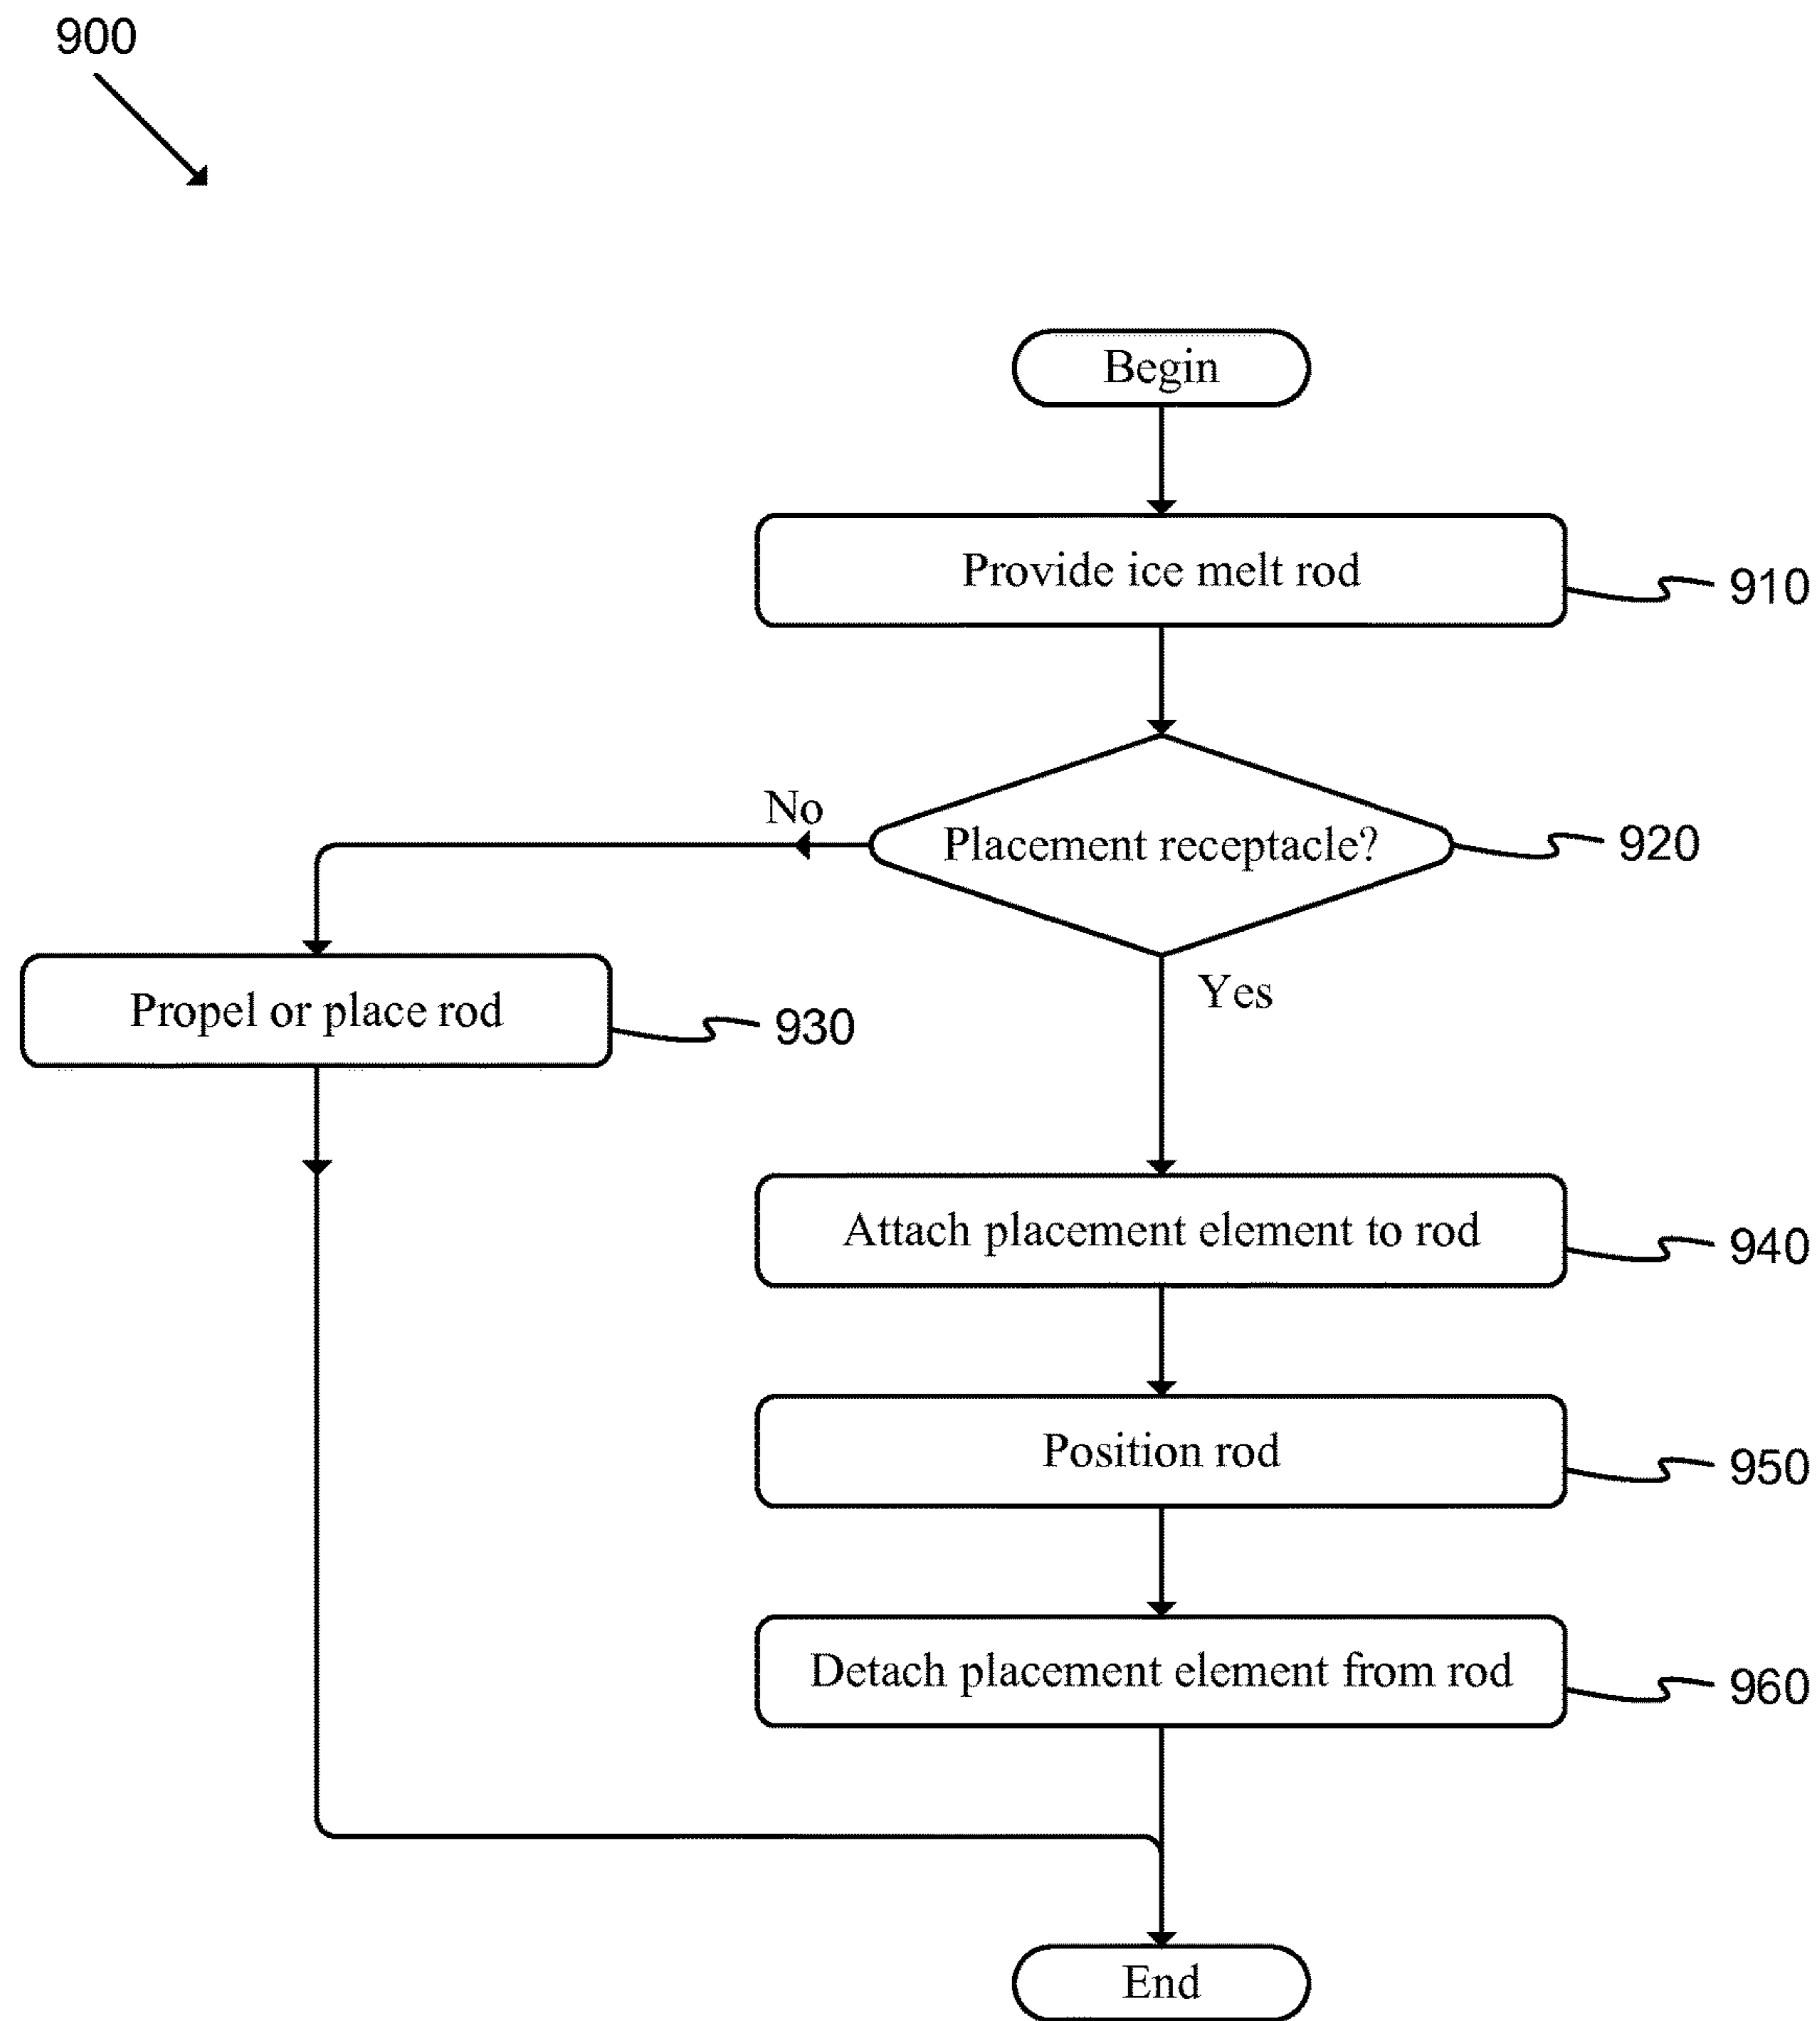 900
Begin
Provide ice melt rod
910
No
Placement receptacle?
920
Yes
Propel or place rod
930
Attach placement element to rod
940
Position rod
950
Detach placement element from rod
960
End